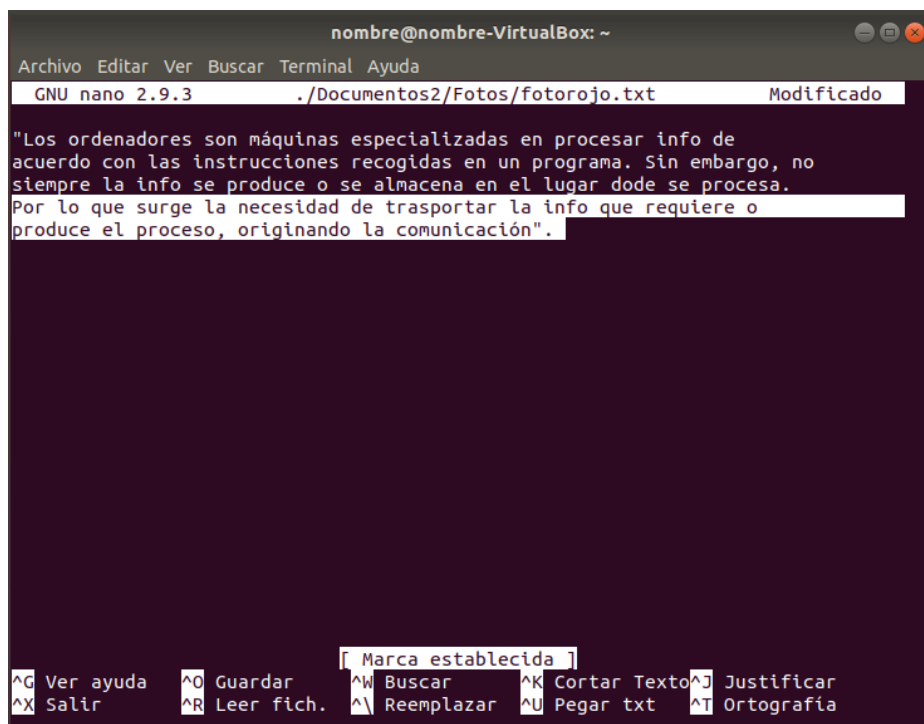 nombre@nombre-VirtualBox: ~
Archivo Editar Ver Buscar Terminal Ayuda
GNU nano 2.9.3 ./Documentos2/Fotos/fotorojo.txt Modificado
"Los ordenadores son máquinas especializadas en procesar info de
acuerdo con las instrucciones recogidas en un programa. Sin embargo, no
siempre la info se produce o se almacena en el lugar dode se procesa.
Por lo que surge la necesidad de trasportar la info que requiere o
produce el proceso, originando la comunicación".
[ Marca establecida ]
^G Ver ayuda ^O Guardar ^W Buscar ^K Cortar Texto^J Justificar
^X Salir ^R Leer fich. ^\ Reemplazar ^U Pegar txt ^T Ortografía